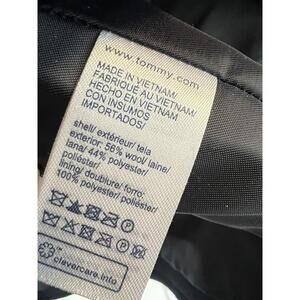 www.tommy.com
MADE IN VIETNAM/
FABRIQUÉ AU VIETNAM/
HECHO EN VIETNAM
CON INSUMOS
IMPORTADOS/
shell/ extérieur/ tela
exterior: 56% wool/ laine/
lana/ 44% polyester/
poliéster/
lining/ doublure/ forro:
100% polyester/ polyester/
poliéster/
clevercare.info